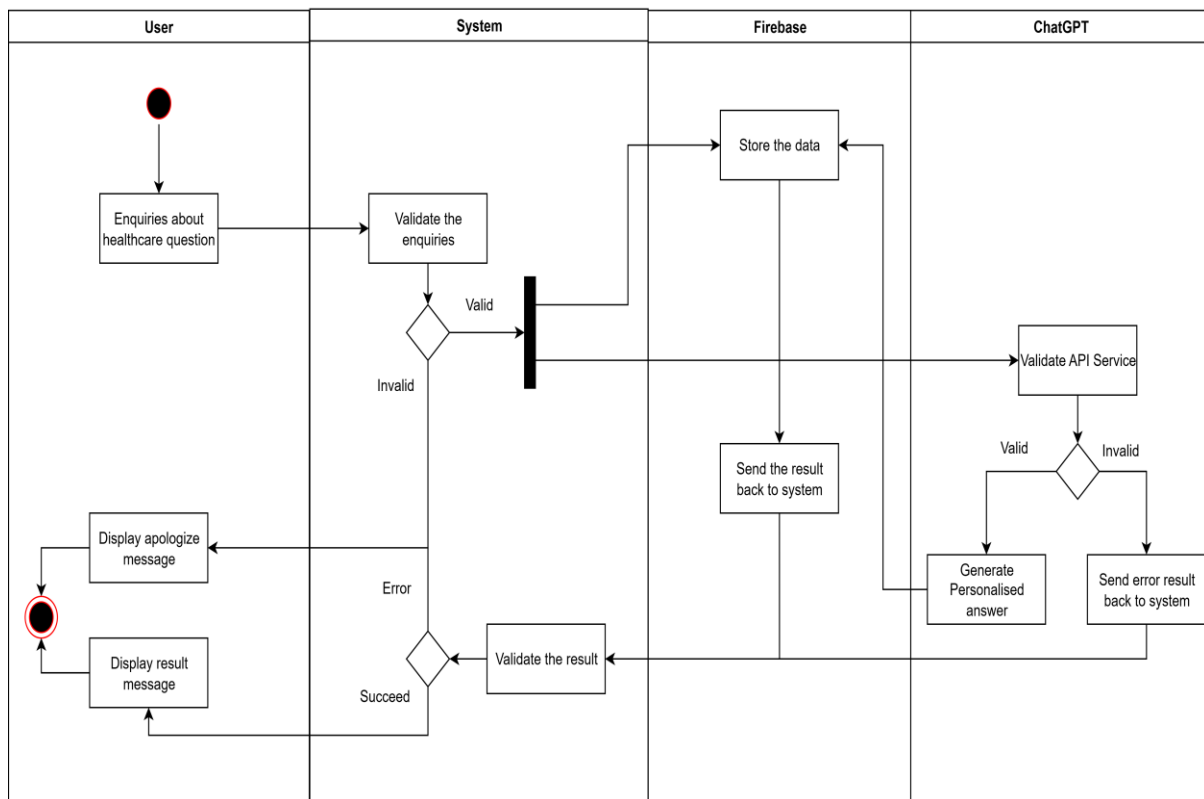 User
System
Firebase
ChatGPT
Store the data
Enquiries about
healthcare question
Validate the
enquiries
Valid
Invalid
Validate API Service
Valid
Invalid
Send the result
back to system
Display apologize
message
Error
Generate
Personalised
answer
Send error result
back to system
Validate the result
Display result
message
Succeed